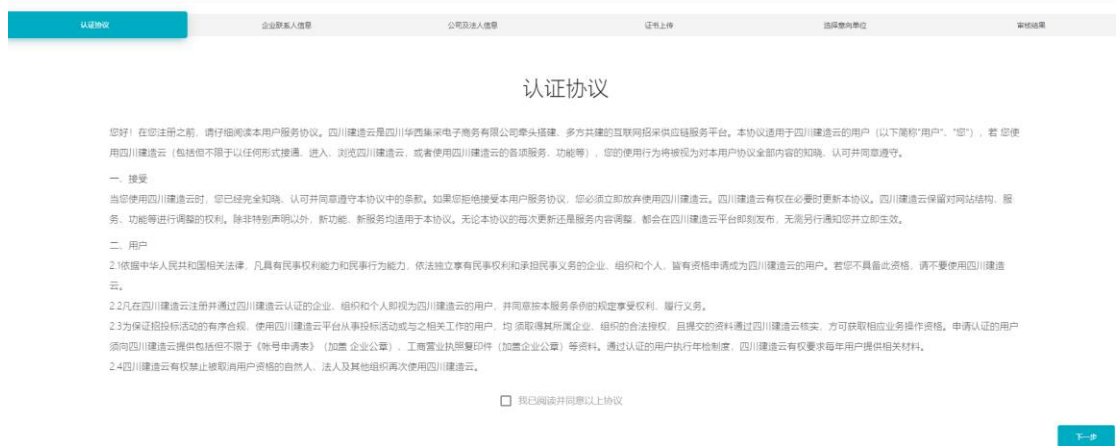 认证协议
企业联系人信息
公司及法人信息
证书上传
选择意向单位
审核结果
认证协议
您好！在您注册之前，请仔细阅读本用户服务协议。四川建造云是四川华西集采电子商务有限公司牵头搭建、多方共建的互联网招采供应链服务平台。本协议适用于四川建造云的用户（以下简称"用户"、"您"），若 您使
用四川建造云（包括但不限于以任何形式接通、进入、浏览四川建造云，或者使用四川建造云的各项服务、功能等），您的使用行为将被视为对本用户协议全部内容的知晓、认可并同意遵守。
一、接受
当您使用四川建造云时，您已经完全知晓、认可并同意遵守本协议中的条款。如果您拒绝接受本用户服务协议，您必须立即放弃使用四川建造云。四川建造云有权在必要时更新本协议。四川建造云保留对网站结构、服
务、功能等进行调整的权利。除非特别声明以外，新功能、新服务均适用于本协议。无论本协议的每次更新还是服务内容调整，都会在四川建造云平台即刻发布，无需另行通知您并立即生效。
二、用户
2.1依据中华人民共和国相关法律，凡具有民事权利能力和民事行为能力，依法独立享有民事权利和承担民事义务的企业、组织和个人，皆有资格申请成为四川建造云的用户。若您不具备此资格，请不要使用四川建造
云。
2.2凡在四川建造云注册并通过四川建造云认证的企业、组织和个人即视为四川建造云的用户，并同意按本服务条例的规定享受权利、履行义务。
2.3为保证招投标活动的有序合规，使用四川建造云平台从事投标活动或与之相关工作的用户，均 须取得其所属企业、组织的合法授权，且提交的资料通过四川建造云核实，方可获取相应业务操作资格。申请认证的用户
须向四川建造云提供包括但不限于《帐号申请表》（加盖 企业公章）、工商营业执照复印件（加盖企业公章）等资料。通过认证的用户执行年检制度，四川建造云有权要求每年用户提供相关材料。
2.4四川建造云有权禁止被取消用户资格的自然人、法人及其他组织再次使用四川建造云。
我已阅读并同意以上协议
下一步